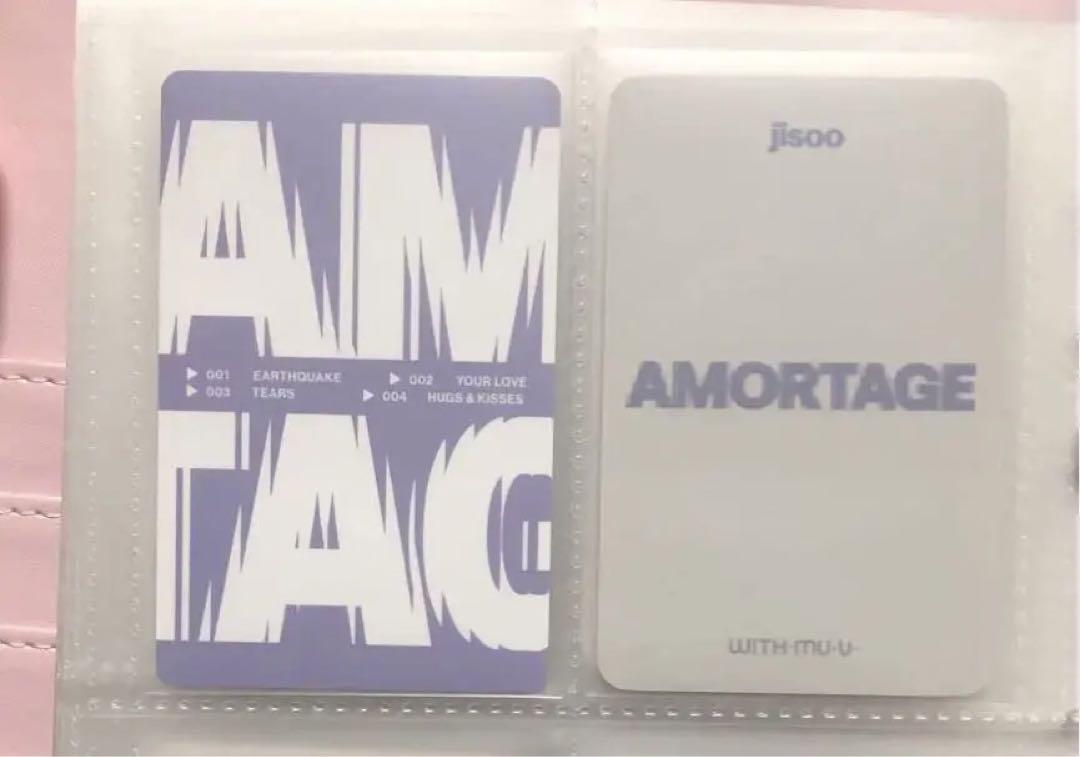 AM
▶ 001 EARTHQUAKE ▶ 002 YOUR LOVE
▶ 003 TEARS ▶ 004 HUGS & KISSES
TAG
jisoo
AMORTAGE
WITH·MU·U·